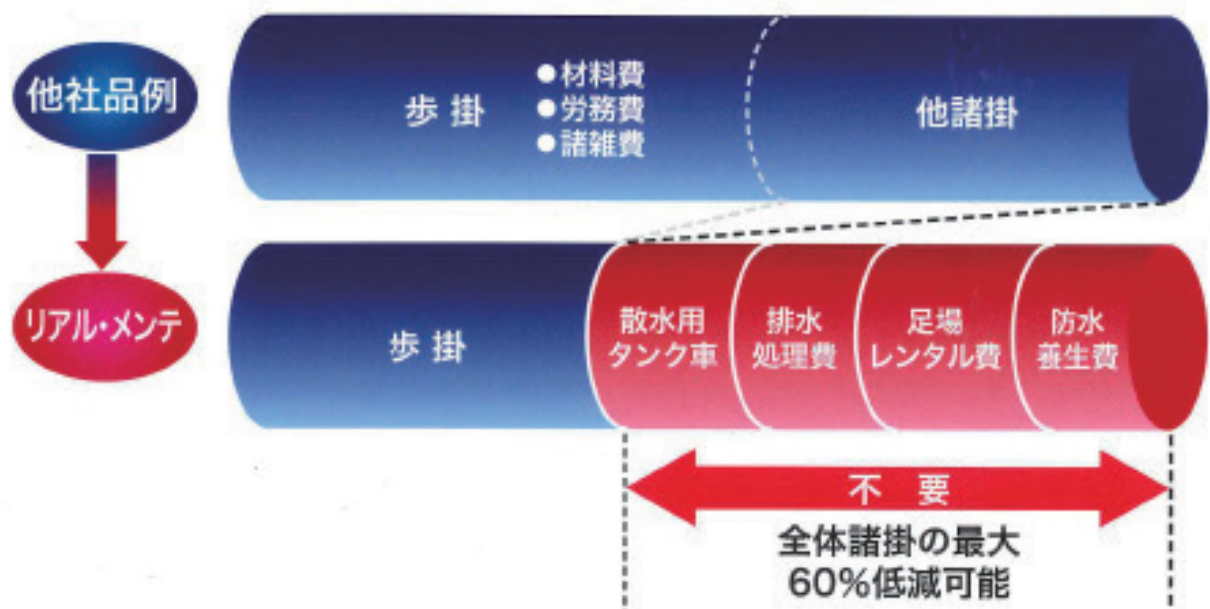 他社品例
歩掛
●材料費
●労務費
●諸雑費
他諸掛
リアル・メンテ
歩掛
散水用
タンク車
排水
処理費
足場
レンタル費
防水
養生費
不要
全体諸掛の最大
60%低減可能